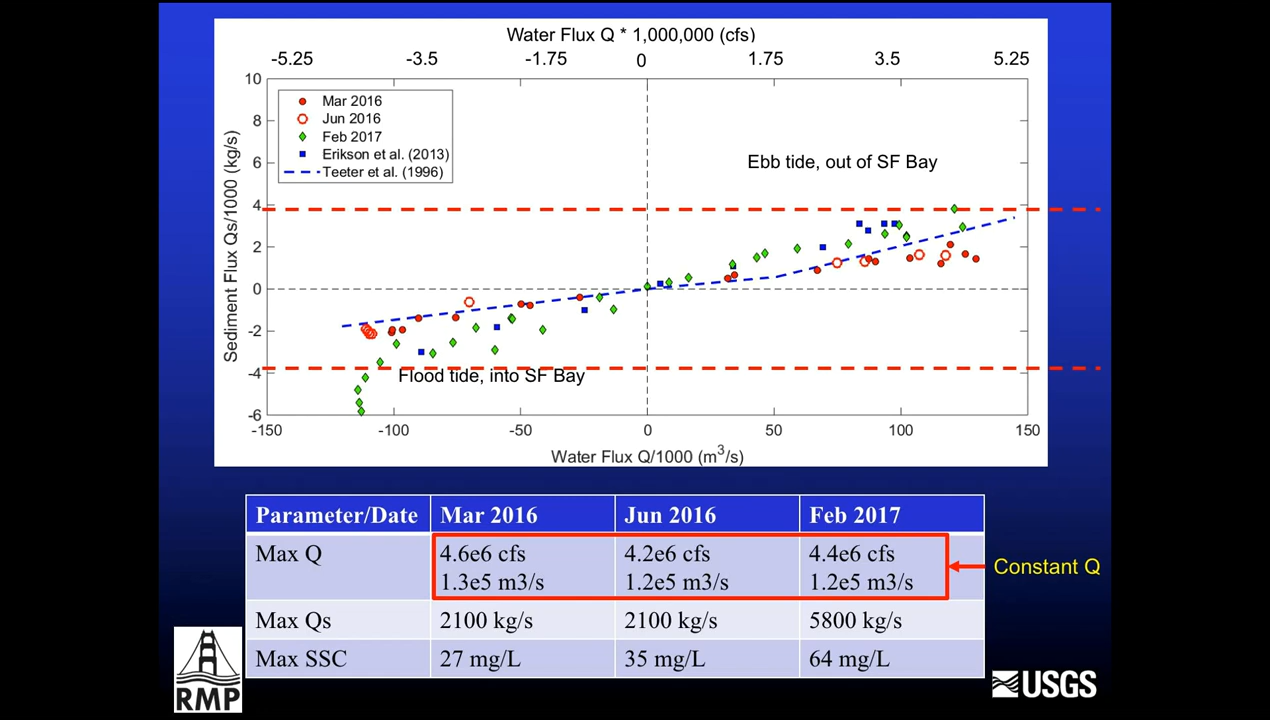 Water Flux Q * 1,000,000 (cfs)
-5.25 -3.5 -1.75 0 1.75 3.5 5.25
10
8
6
4
2
0
-2
-4
-6
Sediment Flux Qs/1000 (kg/s)
Mar 2016
Jun 2016
Feb 2017
Erikson et al. (2013)
Teeter et al. (1996)
Ebb tide, out of SF Bay
Flood tide, into SF Bay
-150 -100 -50 0 50 100 150
Water Flux Q/1000 (m³/s)
Parameter/Date Mar 2016 Jun 2016 Feb 2017
Max Q 4.6e6 cfs 4.2e6 cfs 4.4e6 cfs
1.3e5 m3/s 1.2e5 m3/s 1.2e5 m3/s
Constant Q
Max Qs 2100 kg/s 2100 kg/s 5800 kg/s
Max SSC 27 mg/L 35 mg/L 64 mg/L
RMP
USGS